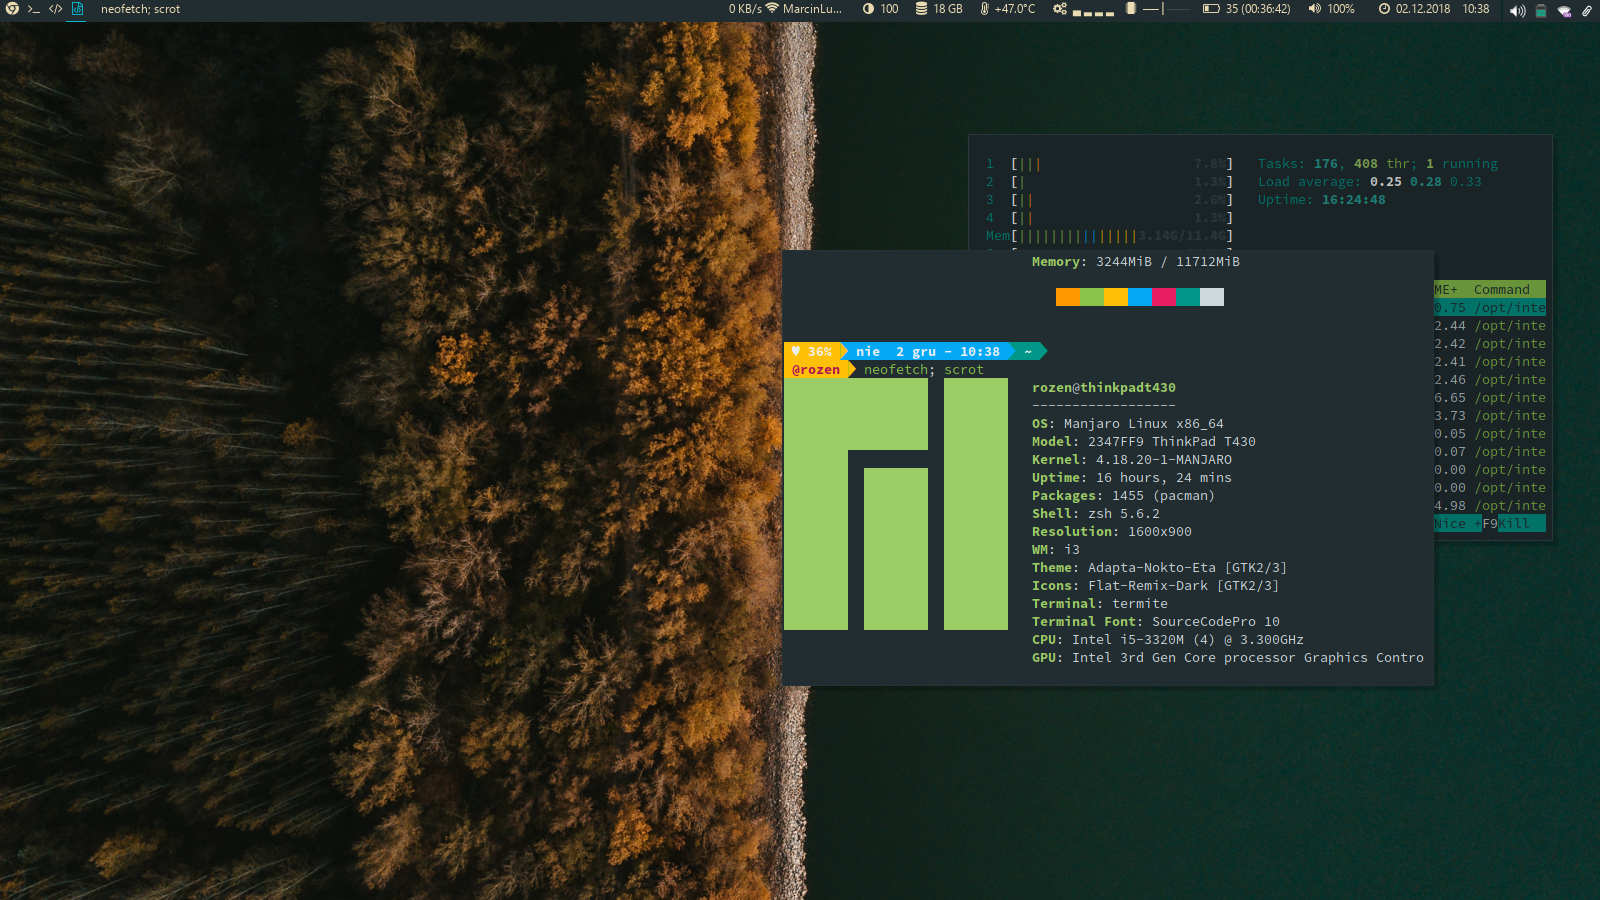 >_ </> neofetch; scrot 0 KB/s MarcinLu... 100 18 GB +47.0°C 35 (00:36:42) 100% 02.12.2018 10:38
1 [||| 7.8%] Tasks: 176, 408 thr; 1 running
2 [| 1.3%] Load average: 0.25 0.28 0.33
3 [|| 2.6%] Uptime: 16:24:48
4 [|| 1.3%]
Mem[|||||||||||||||3.14G/11.4G]
Memory: 3244MiB / 11712MiB
♥ 36% nie 2 gru - 10:38 ~
@rozen neofetch; scrot
rozen@thinkpadt430
------------------
OS: Manjaro Linux x86_64
Model: 2347FF9 ThinkPad T430
Kernel: 4.18.20-1-MANJARO
Uptime: 16 hours, 24 mins
Packages: 1455 (pacman)
Shell: zsh 5.6.2
Resolution: 1600x900
WM: i3
Theme: Adapta-Nokto-Eta [GTK2/3]
Icons: Flat-Remix-Dark [GTK2/3]
Terminal: termite
Terminal Font: SourceCodePro 10
CPU: Intel i5-3320M (4) @ 3.300GHz
GPU: Intel 3rd Gen Core processor Graphics Contro
ME+ Command
0.75 /opt/inte
2.44 /opt/inte
2.42 /opt/inte
2.41 /opt/inte
2.46 /opt/inte
6.65 /opt/inte
3.73 /opt/inte
0.05 /opt/inte
0.07 /opt/inte
0.00 /opt/inte
0.00 /opt/inte
4.98 /opt/inte
Nice +F9Kill